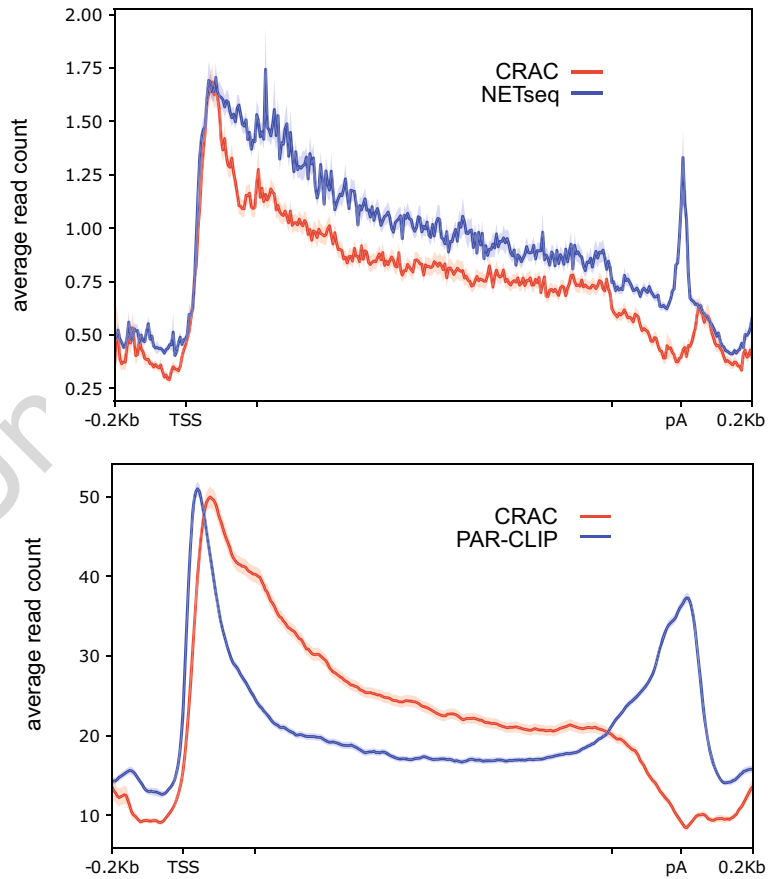 2.00
1.75
1.50
1.25
1.00
0.75
0.50
0.25
average read count
CRAC
NETseq
-0.2Kb TSS pA 0.2Kb
50
40
30
20
10
average read count
CRAC
PAR-CLIP
-0.2Kb TSS pA 0.2Kb